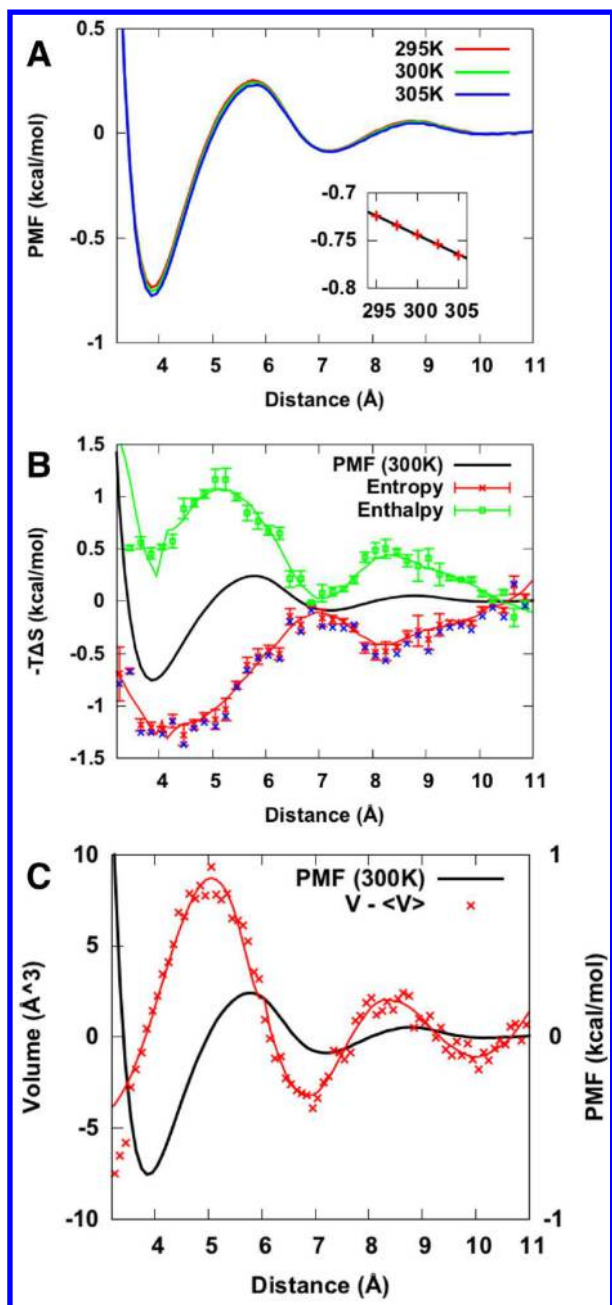 A
0.5
295K
300K
305K
0
-0.5
-1
PMF (kcal/mol)
-0.7
-0.75
-0.8
295 300 305
4 5 6 7 8 9 10 11
Distance (Å)
B
1.5
1
0.5
0
-0.5
-1
-1.5
-TΔS (kcal/mol)
PMF (300K)
Entropy
Enthalpy
4 5 6 7 8 9 10 11
Distance (Å)
C
10
5
0
-5
-10
Volume (Å^3)
PMF (300K)
V - <V>
1
0
-1
PMF (kcal/mol)
4 5 6 7 8 9 10 11
Distance (Å)